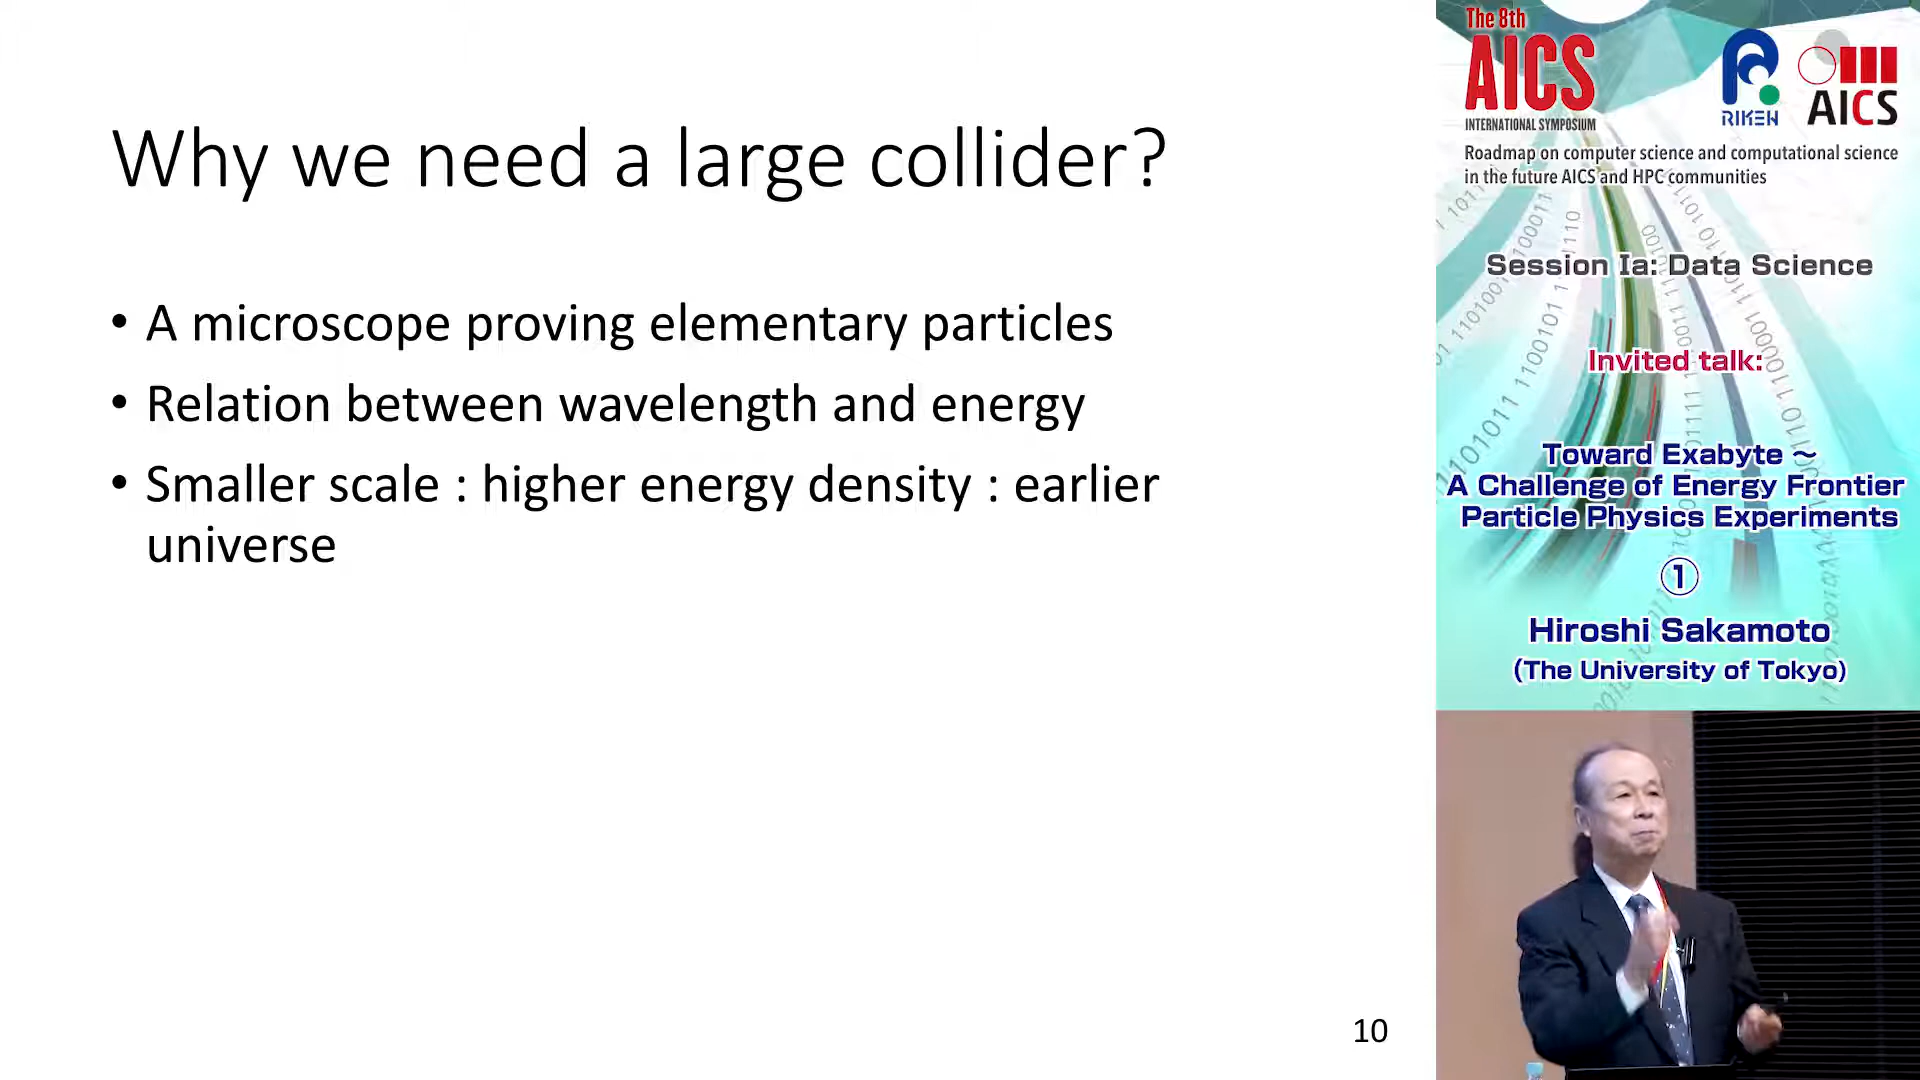 Why we need a large collider?
• A microscope proving elementary particles
• Relation between wavelength and energy
• Smaller scale : higher energy density : earlier
universe
10
The 8th
AICS
INTERNATIONAL SYMPOSIUM
RIKEN
AICS
Roadmap on computer science and computational science
in the future AICS and HPC communities
Session Ia: Data Science
Invited talk:
Toward Exabyte ～
A Challenge of Energy Frontier
Particle Physics Experiments
①
Hiroshi Sakamoto
(The University of Tokyo)